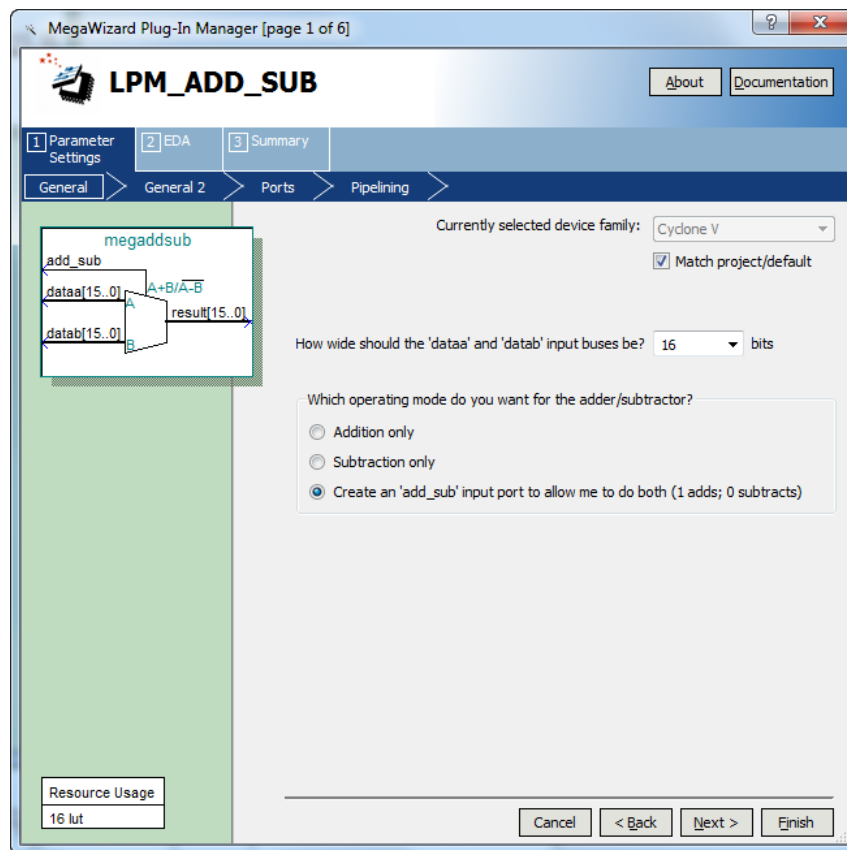 MegaWizard Plug-In Manager [page 1 of 6]
LPM_ADD_SUB
About
Documentation
1 Parameter Settings
2 EDA
3 Summary
General
General 2
Ports
Pipelining
megaddsub
add_sub
A+B/A-B
dataa[15..0]
A
result[15..0]
datab[15..0]
B
Currently selected device family:
Cyclone V
Match project/default
How wide should the 'dataa' and 'datab' input buses be?
16
bits
Which operating mode do you want for the adder/subtractor?
Addition only
Subtraction only
Create an 'add_sub' input port to allow me to do both (1 adds; 0 subtracts)
Resource Usage
16 lut
Cancel
< Back
Next >
Finish